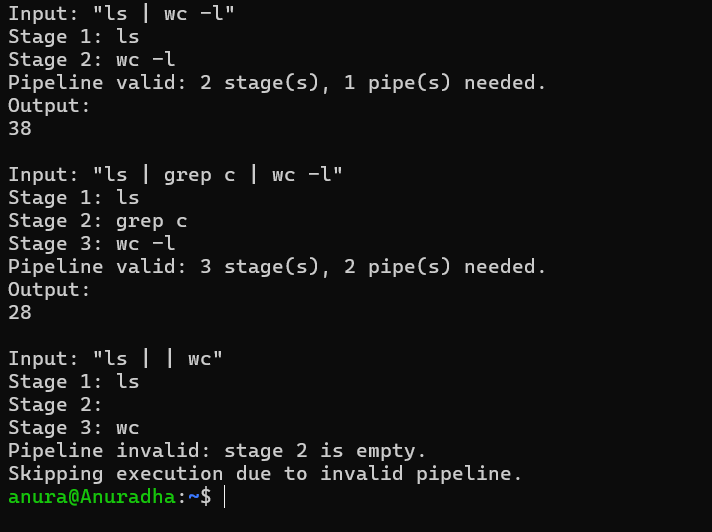 Input: "ls | wc -l"
Stage 1: ls
Stage 2: wc -l
Pipeline valid: 2 stage(s), 1 pipe(s) needed.
Output:
38
Input: "ls | grep c | wc -l"
Stage 1: ls
Stage 2: grep c
Stage 3: wc -l
Pipeline valid: 3 stage(s), 2 pipe(s) needed.
Output:
28
Input: "ls | | wc"
Stage 1: ls
Stage 2:
Stage 3: wc
Pipeline invalid: stage 2 is empty.
Skipping execution due to invalid pipeline.
anura@Anuradha:~$